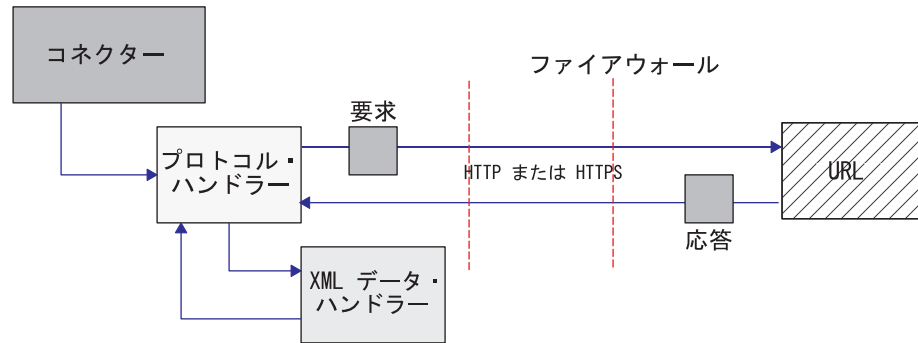 コネクター
ファイアウォール
要求
プロトコル・
ハンドラー
HTTP または HTTPS
URL
応答
XML データ・
ハンドラー